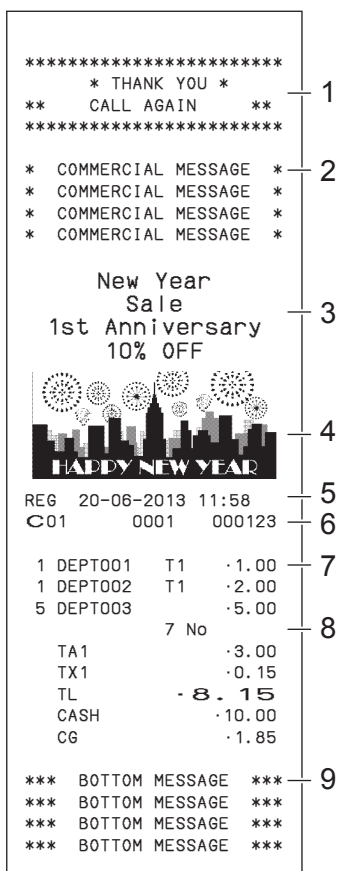 ************************
* THANK YOU * 1
** CALL AGAIN **
************************
* COMMERCIAL MESSAGE * 2
* COMMERCIAL MESSAGE *
* COMMERCIAL MESSAGE *
* COMMERCIAL MESSAGE *
New Year
Sale 3
1st Anniversary
10% OFF
HAPPY NEW YEAR 4
REG 20-06-2013 11:58 5
C01 0001 000123 6
1 DEPT001 T1 ·1.00 7
1 DEPT002 T1 ·2.00
5 DEPT003 ·5.00
7 No 8
TA1 ·3.00
TX1 ·0.15
TL ·8.15
CASH ·10.00
CG ·1.85
*** BOTTOM MESSAGE *** 9
*** BOTTOM MESSAGE ***
*** BOTTOM MESSAGE ***
*** BOTTOM MESSAGE ***